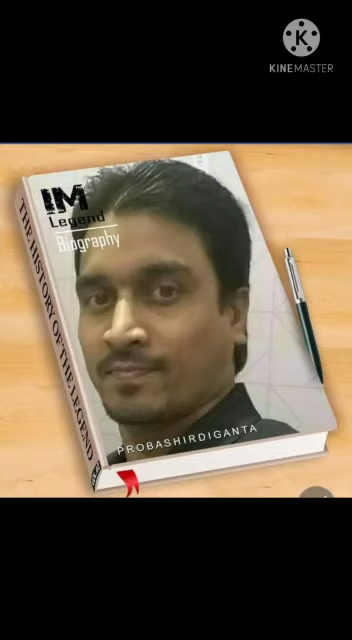 K
KINEMASTER
IM
Legend
Biography
THE HISTORY OF THE LEGEND
PROBASHIRDIGANTA